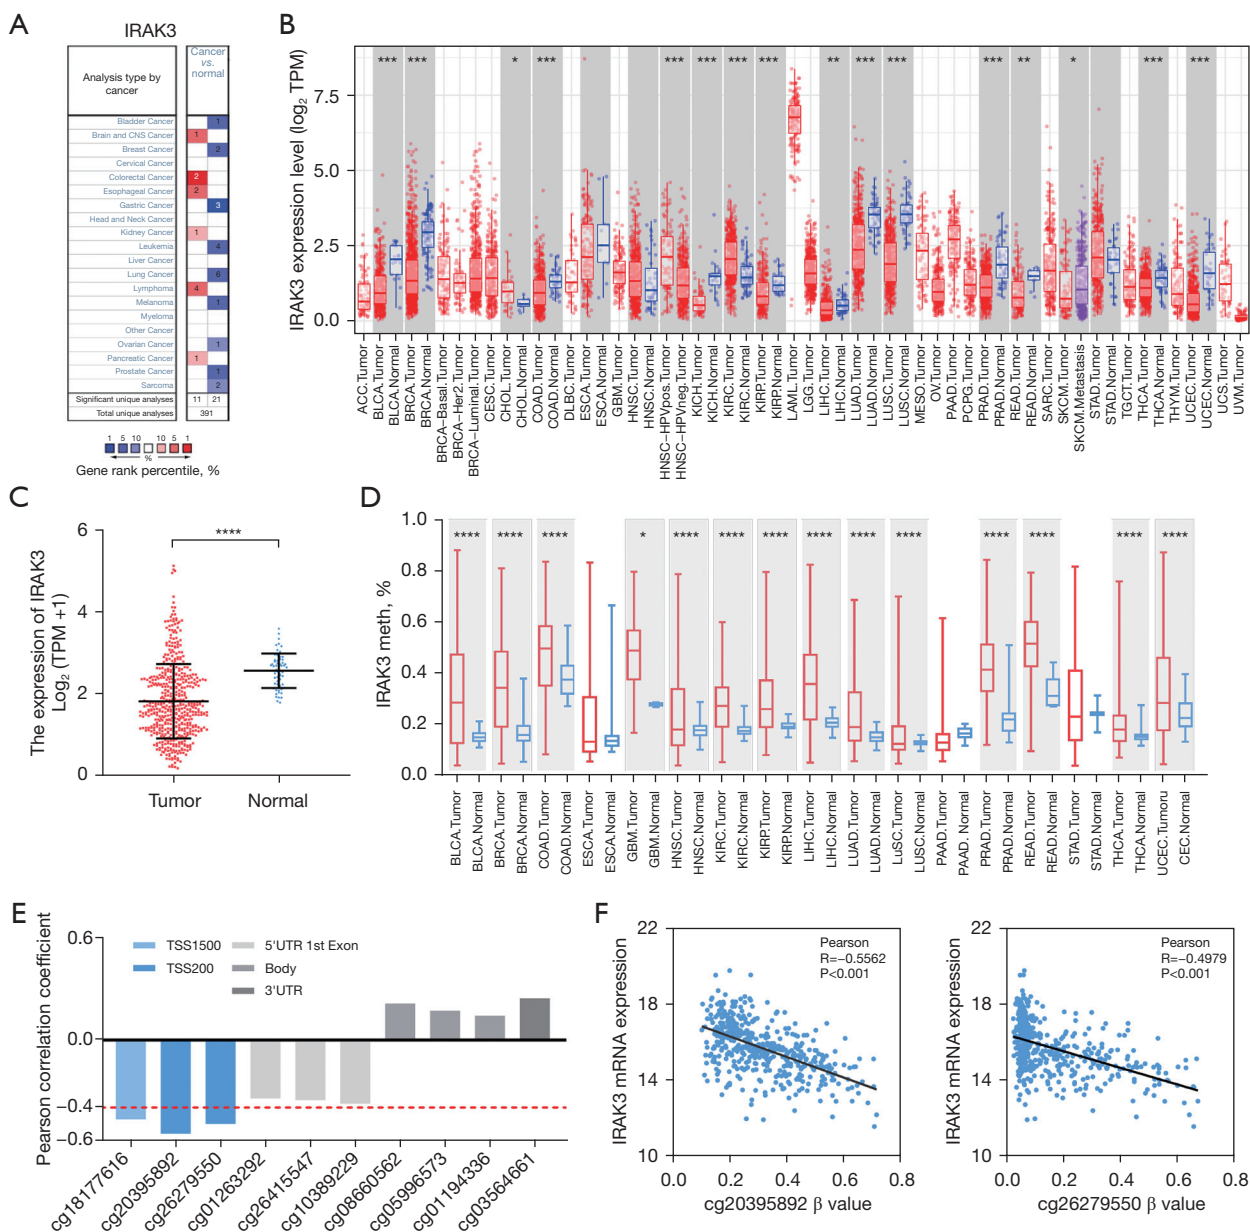 A
IRAK3
Analysis type by cancer
Cancer vs. normal
Bladder Cancer 1
Brain and CNS Cancer 1
Breast Cancer 2
Cervical Cancer
Colorectal Cancer 2
Esophageal Cancer 2
Gastric Cancer 3
Head and Neck Cancer
Kidney Cancer 1
Leukemia 4
Liver Cancer
Lung Cancer 6
Lymphoma 4
Melanoma 1
Myeloma
Other Cancer
Ovarian Cancer 1
Pancreatic Cancer 1
Prostate Cancer 1
Sarcoma 2
Significant unique analyses 11 21
Total unique analyses 391
1 5 10 10 5 1
%
Gene rank percentile, %
B
IRAK3 expression level (log2 TPM)
7.5
5.0
2.5
0.0
*** *** * *** *** *** *** *** ** *** *** *** ** * *** ***
ACC.Tumor
BLCA.Tumor
BLCA.Normal
BRCA.Tumor
BRCA.Normal
BRCA-Basal.Tumor
BRCA-Her2.Tumor
BRCA-Luminal.Tumor
CESC.Tumor
CHOL.Tumor
CHOL.Normal
COAD.Tumor
COAD.Normal
DLBC.Tumor
ESCA.Tumor
ESCA.Normal
GBM.Tumor
HNSC.Tumor
HNSC.Normal
HNSC-HPVpos.Tumor
HNSC-HPVneg.Tumor
KICH.Tumor
KICH.Normal
KIRC.Tumor
KIRC.Normal
KIRP.Tumor
KIRP.Normal
LAML.Tumor
LGG.Tumor
LIHC.Tumor
LIHC.Normal
LUAD.Tumor
LUAD.Normal
LUSC.Tumor
LUSC.Normal
MESO.Tumor
OV.Tumor
PAAD.Tumor
PCPG.Tumor
PRAD.Tumor
PRAD.Normal
READ.Tumor
READ.Normal
SARC.Tumor
SKCM.Tumor
SKCM.Metastasis
STAD.Tumor
STAD.Normal
TGCT.Tumor
THCA.Tumor
THCA.Normal
THYM.Tumor
UCEC.Tumor
UCEC.Normal
UCS.Tumor
UVM.Tumor
C
The expression of IRAK3
Log2 (TPM +1)
6
4
2
0
****
Tumor
Normal
D
IRAK3 meth, %
1.0
0.8
0.6
0.4
0.2
0.0
**** **** **** * **** **** **** **** **** **** **** **** **** ****
BLCA.Tumor
BLCA.Normal
BRCA.Tumor
BRCA.Normal
COAD.Tumor
COAD.Normal
ESCA.Tumor
ESCA.Normal
GBM.Tumor
GBM.Normal
HNSC.Tumor
HNSC.Normal
KIRC.Tumor
KIRC.Normal
KIRP.Tumor
KIRP.Normal
LIHC.Tumor
LIHC.Normal
LUAD.Tumor
LUAD.Normal
LuSC.Tumor
LUSC.Normal
PAAD.Tumor
PAAD. Normal
PRAD.Tumor
PRAD.Normal
READ.Tumor
READ.Normal
STAD.Tumor
STAD.Normal
THCA.Tumor
THCA.Normal
UCEC.Tumoru
CEC.Normal
E
Pearson correlation coefficient
0.6
0.0
−0.4
−0.6
TSS1500
TSS200
5'UTR 1st Exon
Body
3'UTR
cg18177616
cg20395892
cg26279550
cg01263292
cg26415547
cg10389229
cg08660562
cg05996573
cg01194336
cg03564661
F
IRAK3 mRNA expression
22
18
14
10
Pearson
R=−0.5562
P<0.001
0.0 0.2 0.4 0.6 0.8
cg20395892 β value
IRAK3 mRNA expression
22
18
14
10
Pearson
R=−0.4979
P<0.001
0.0 0.2 0.4 0.6 0.8
cg26279550 β value